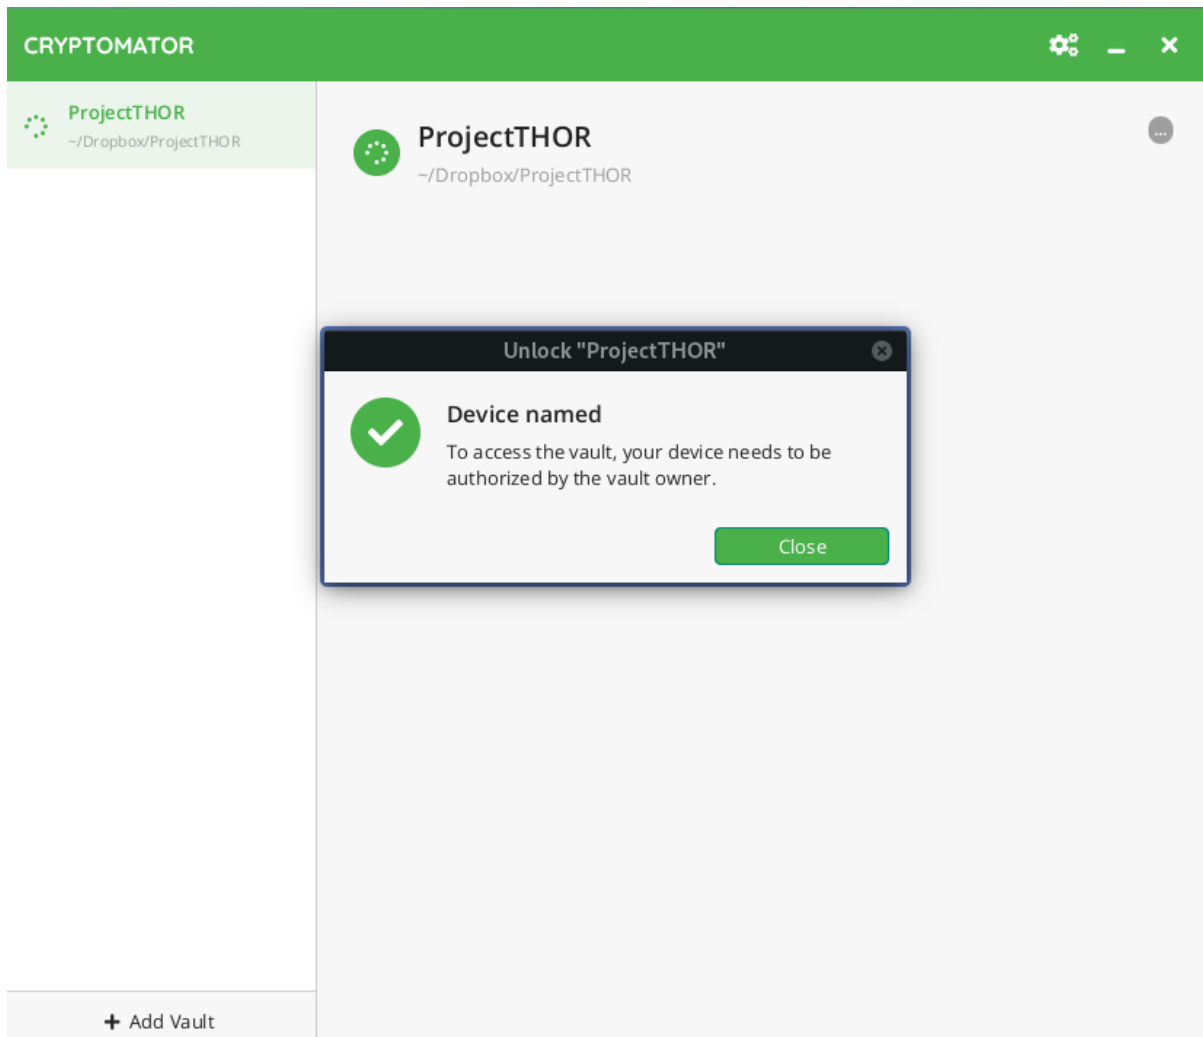 CRYPTOMATOR
ProjectTHOR
~/Dropbox/ProjectTHOR
ProjectTHOR
~/Dropbox/ProjectTHOR
...
Unlock "ProjectTHOR"
Device named
To access the vault, your device needs to be
authorized by the vault owner.
Close
+ Add Vault